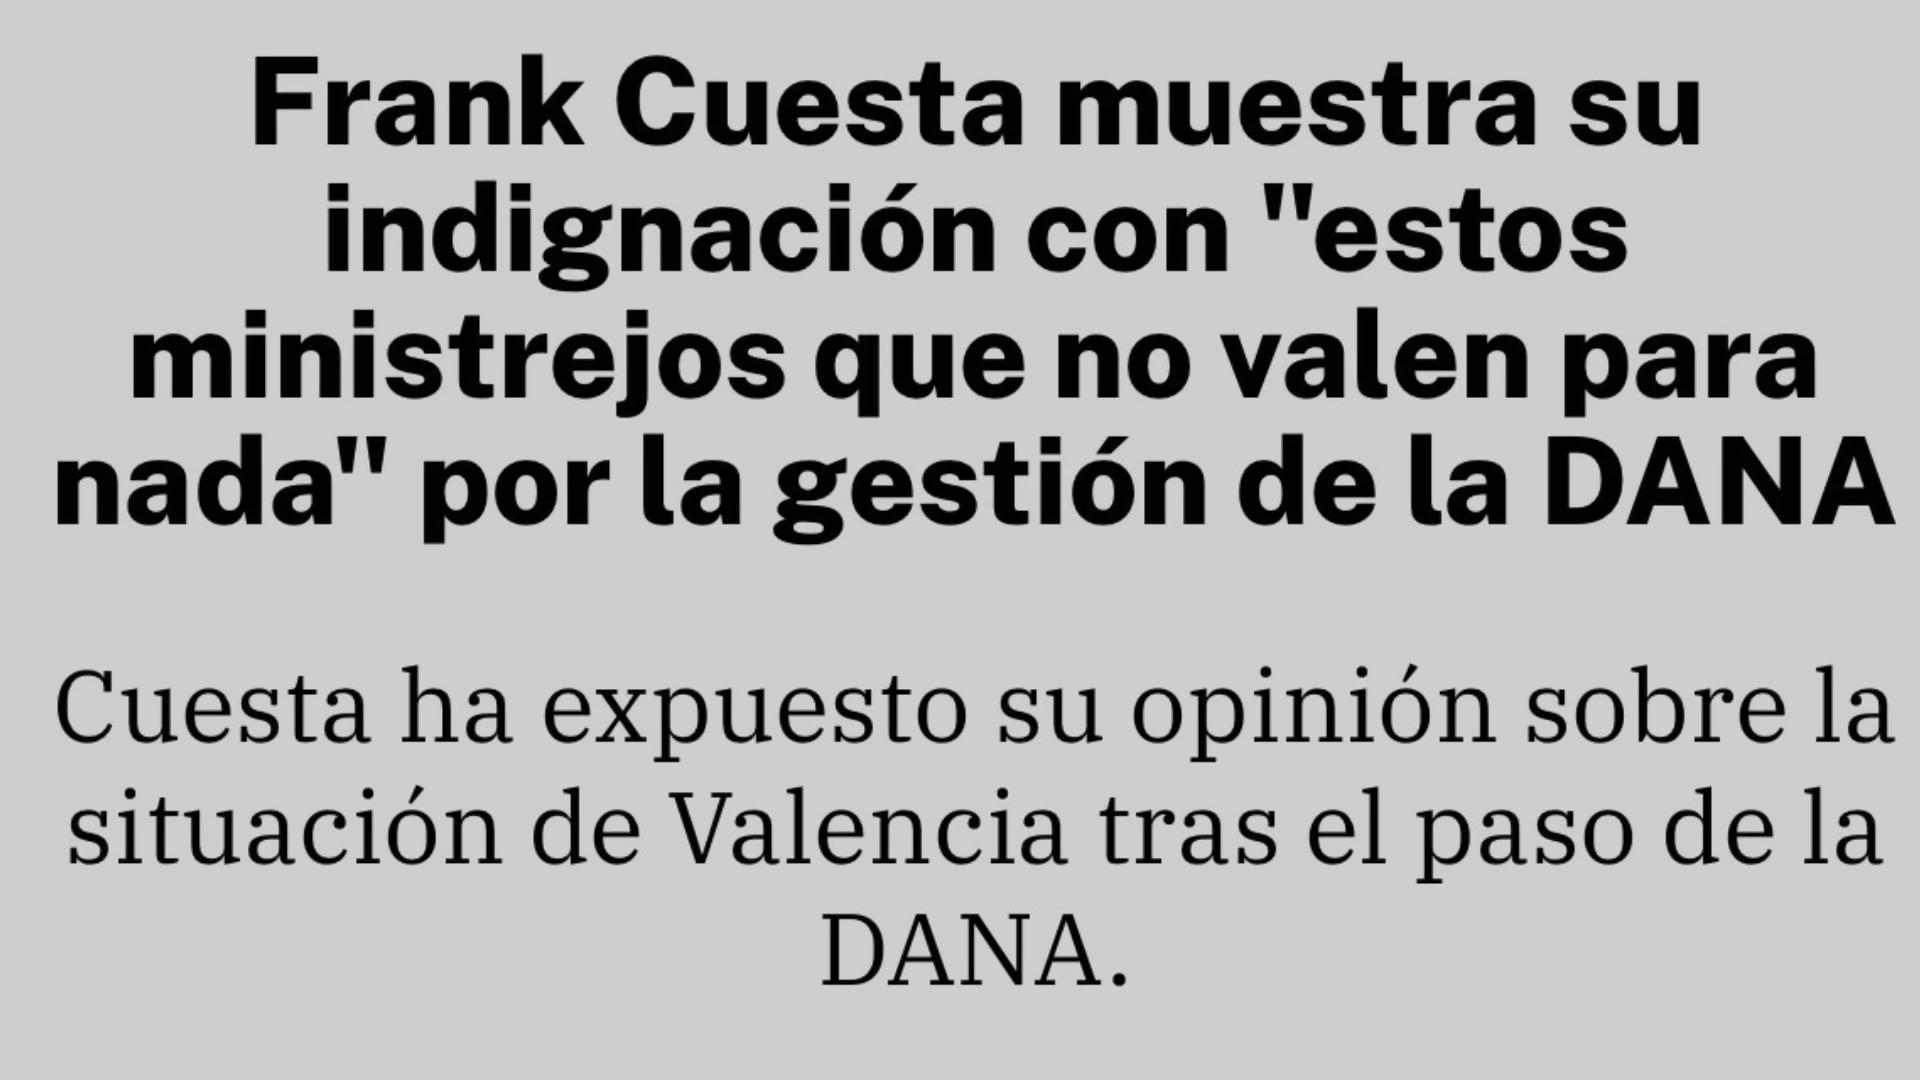 Frank Cuesta muestra su
indignación con "estos
ministrejos que no valen para
nada" por la gestión de la DANA
Cuesta ha expuesto su opinión sobre la
situación de Valencia tras el paso de la
DANA.